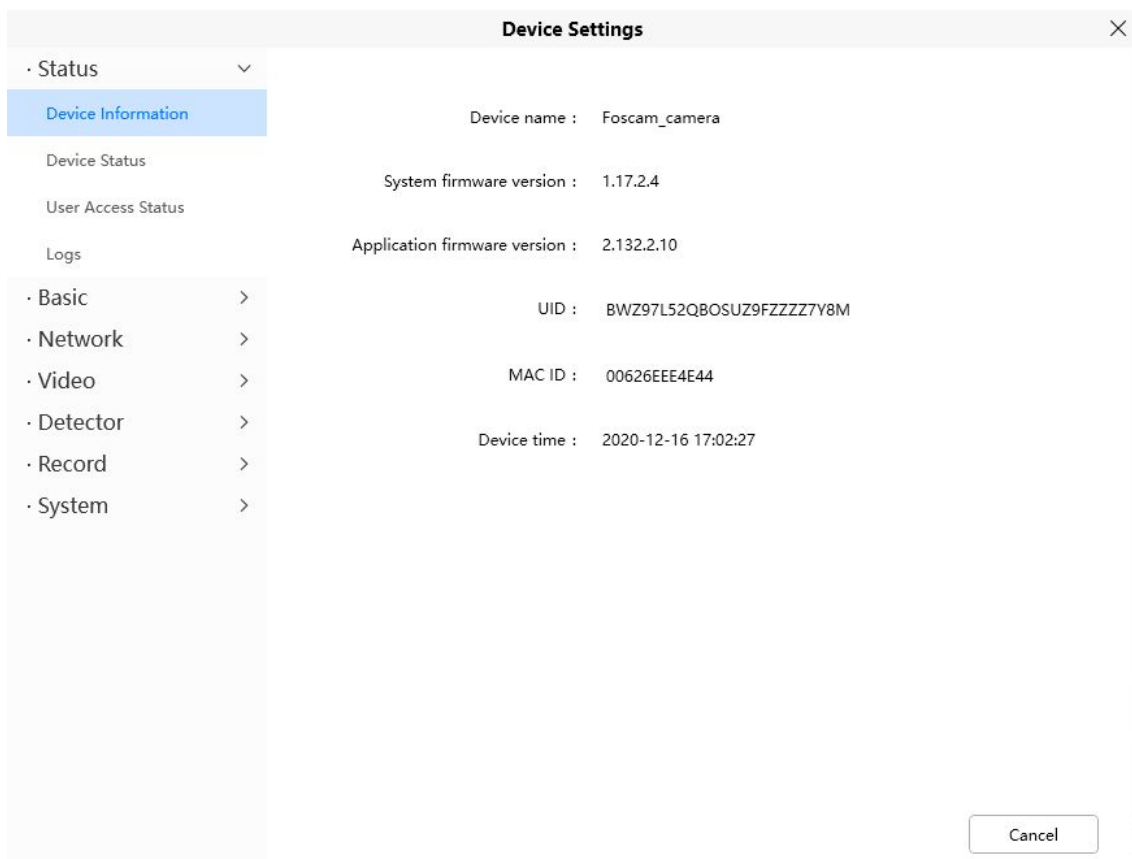 Device Settings
· Status
Device Information
Device Status
User Access Status
Logs
· Basic
· Network
· Video
· Detector
· Record
· System
Device name : Foscam_camera
System firmware version : 1.17.2.4
Application firmware version : 2.132.2.10
UID : BWZ97L52QBOSUZ9FZZZZ7Y8M
MAC ID : 00626EEE4E44
Device time : 2020-12-16 17:02:27
Cancel